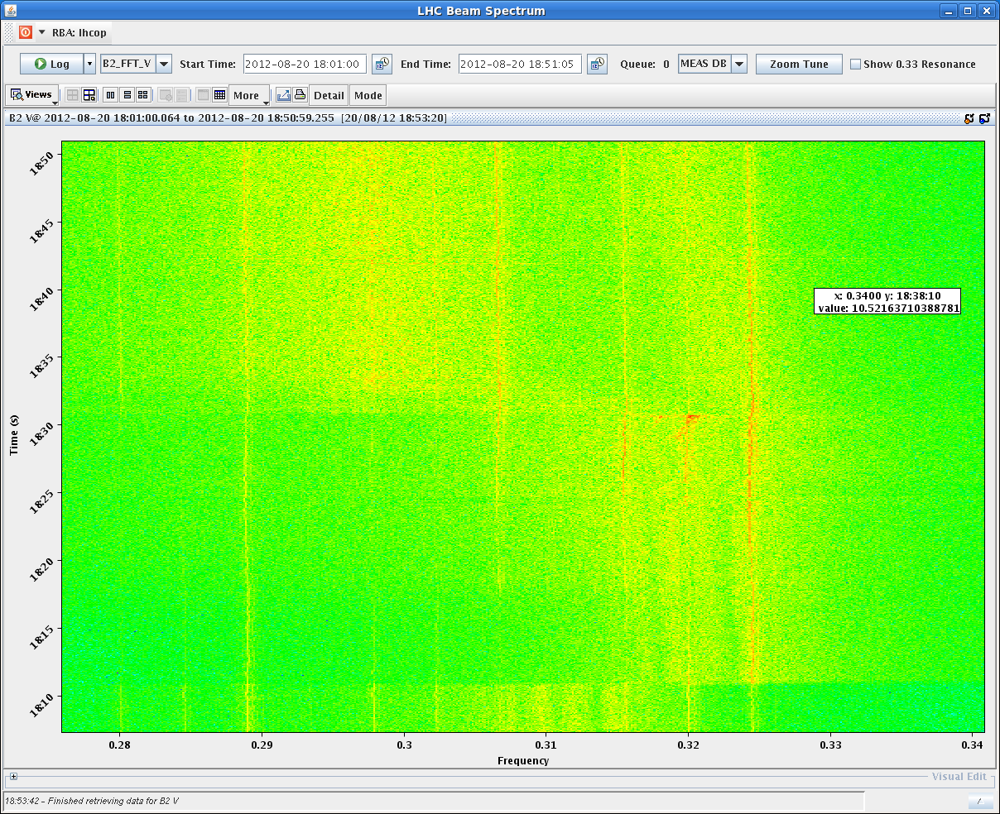 LHC Beam Spectrum
RBA: lhcop
Log B2_FFT_V Start Time: 2012-08-20 18:01:00 End Time: 2012-08-20 18:51:05 Queue: 0 MEAS DB Zoom Tune Show 0.33 Resonance
Views More Detail Mode
B2 V@ 2012-08-20 18:01:00.064 to 2012-08-20 18:50:59.255 [20/08/12 18:53:20]
18:50
18:45
18:40
x: 0.3400 y: 18:38:10
value: 10.52163710388781
18:35
18:30
Time (s)
18:25
18:20
18:15
18:10
0.28 0.29 0.3 0.31 0.32 0.33 0.34
Frequency
Visual Edit
18:53:42 - Finished retrieving data for B2 V